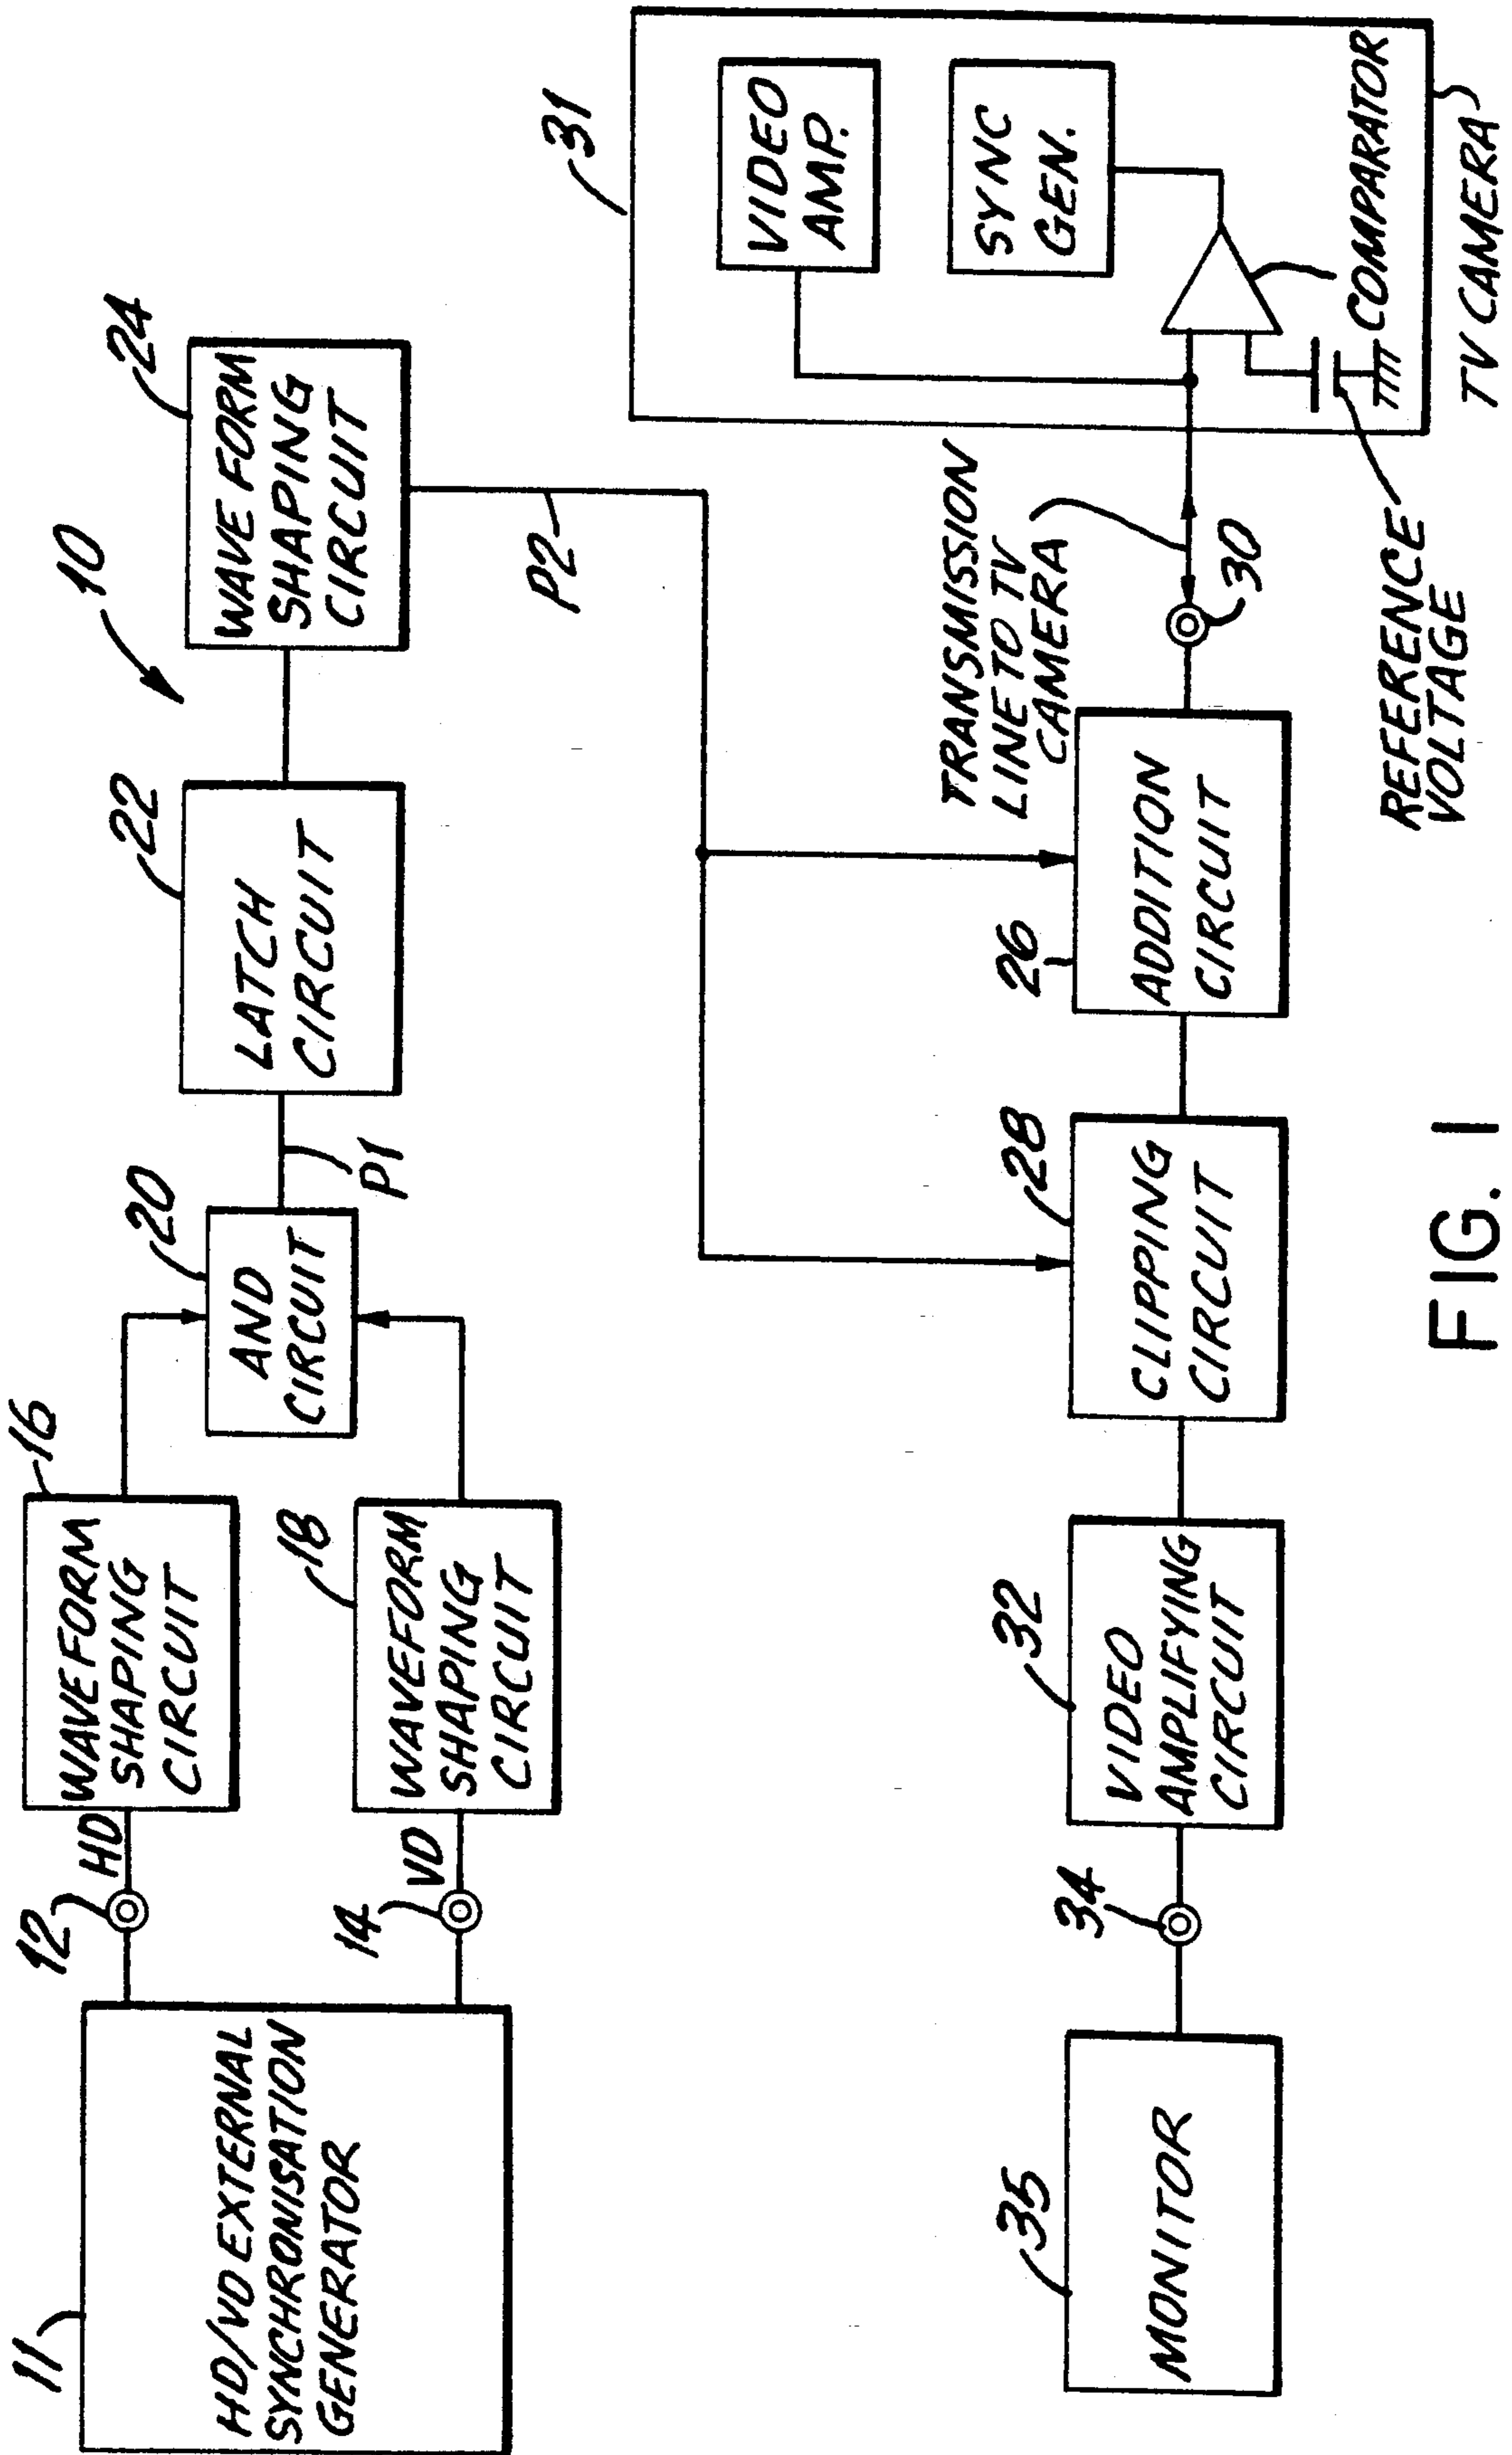 10
11
HD/VD EXTERNAL
SYNCHRONISATION
GENERATOR
12
HD
14
VD
16
WAVEFORM
SHAPING
CIRCUIT
18
WAVEFORM
SHAPING
CIRCUIT
20
AND
CIRCUIT
P1
22
LATCH
CIRCUIT
24
WAVE FORM
SHAPING
CIRCUIT
P2
35
MONITOR
34
32
VIDEO
AMPLIFYING
CIRCUIT
28
CLIPPING
CIRCUIT
26
ADDITION
CIRCUIT
TRANSMISSION
LINE TO TV
CAMERA
30
31
VIDEO
AMP.
SYNC
GEN.
COMPARATOR
REFERENCE
VOLTAGE
TV CAMERA
FIG. 1